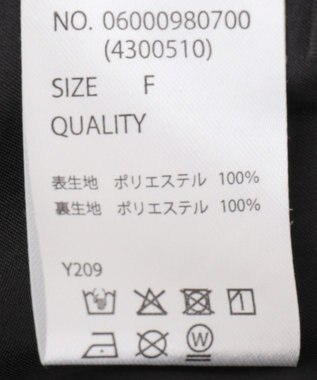 NO. 06000980700
(4300510)
SIZE F
QUALITY
表生地 ポリエステル 100%
裏生地 ポリエステル 100%
Y209
W